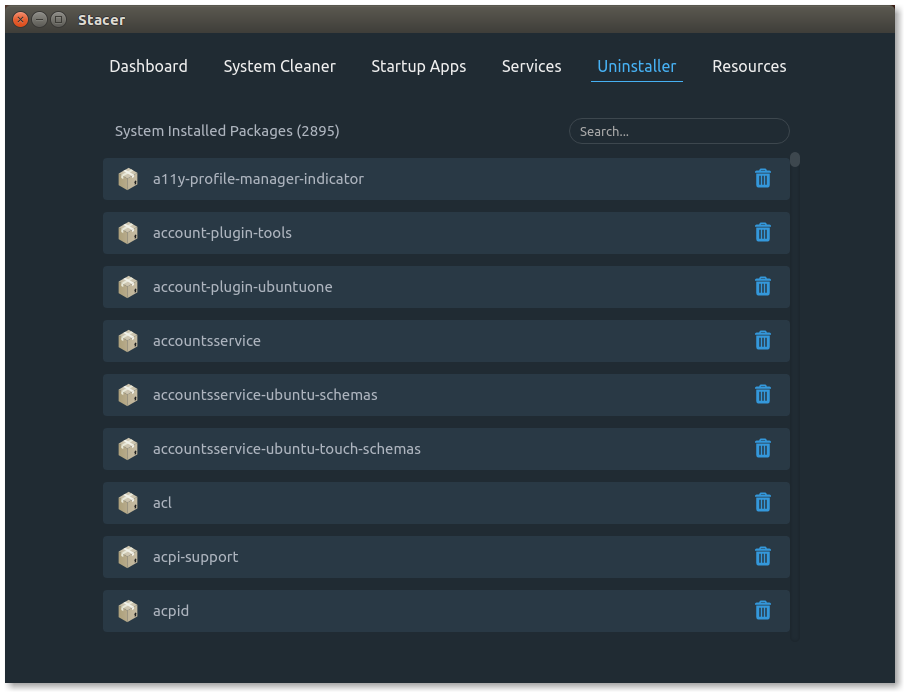 Stacer
Dashboard System Cleaner Startup Apps Services Uninstaller Resources
System Installed Packages (2895) Search...
a11y-profile-manager-indicator
account-plugin-tools
account-plugin-ubuntuone
accountsservice
accountsservice-ubuntu-schemas
accountsservice-ubuntu-touch-schemas
acl
acpi-support
acpid